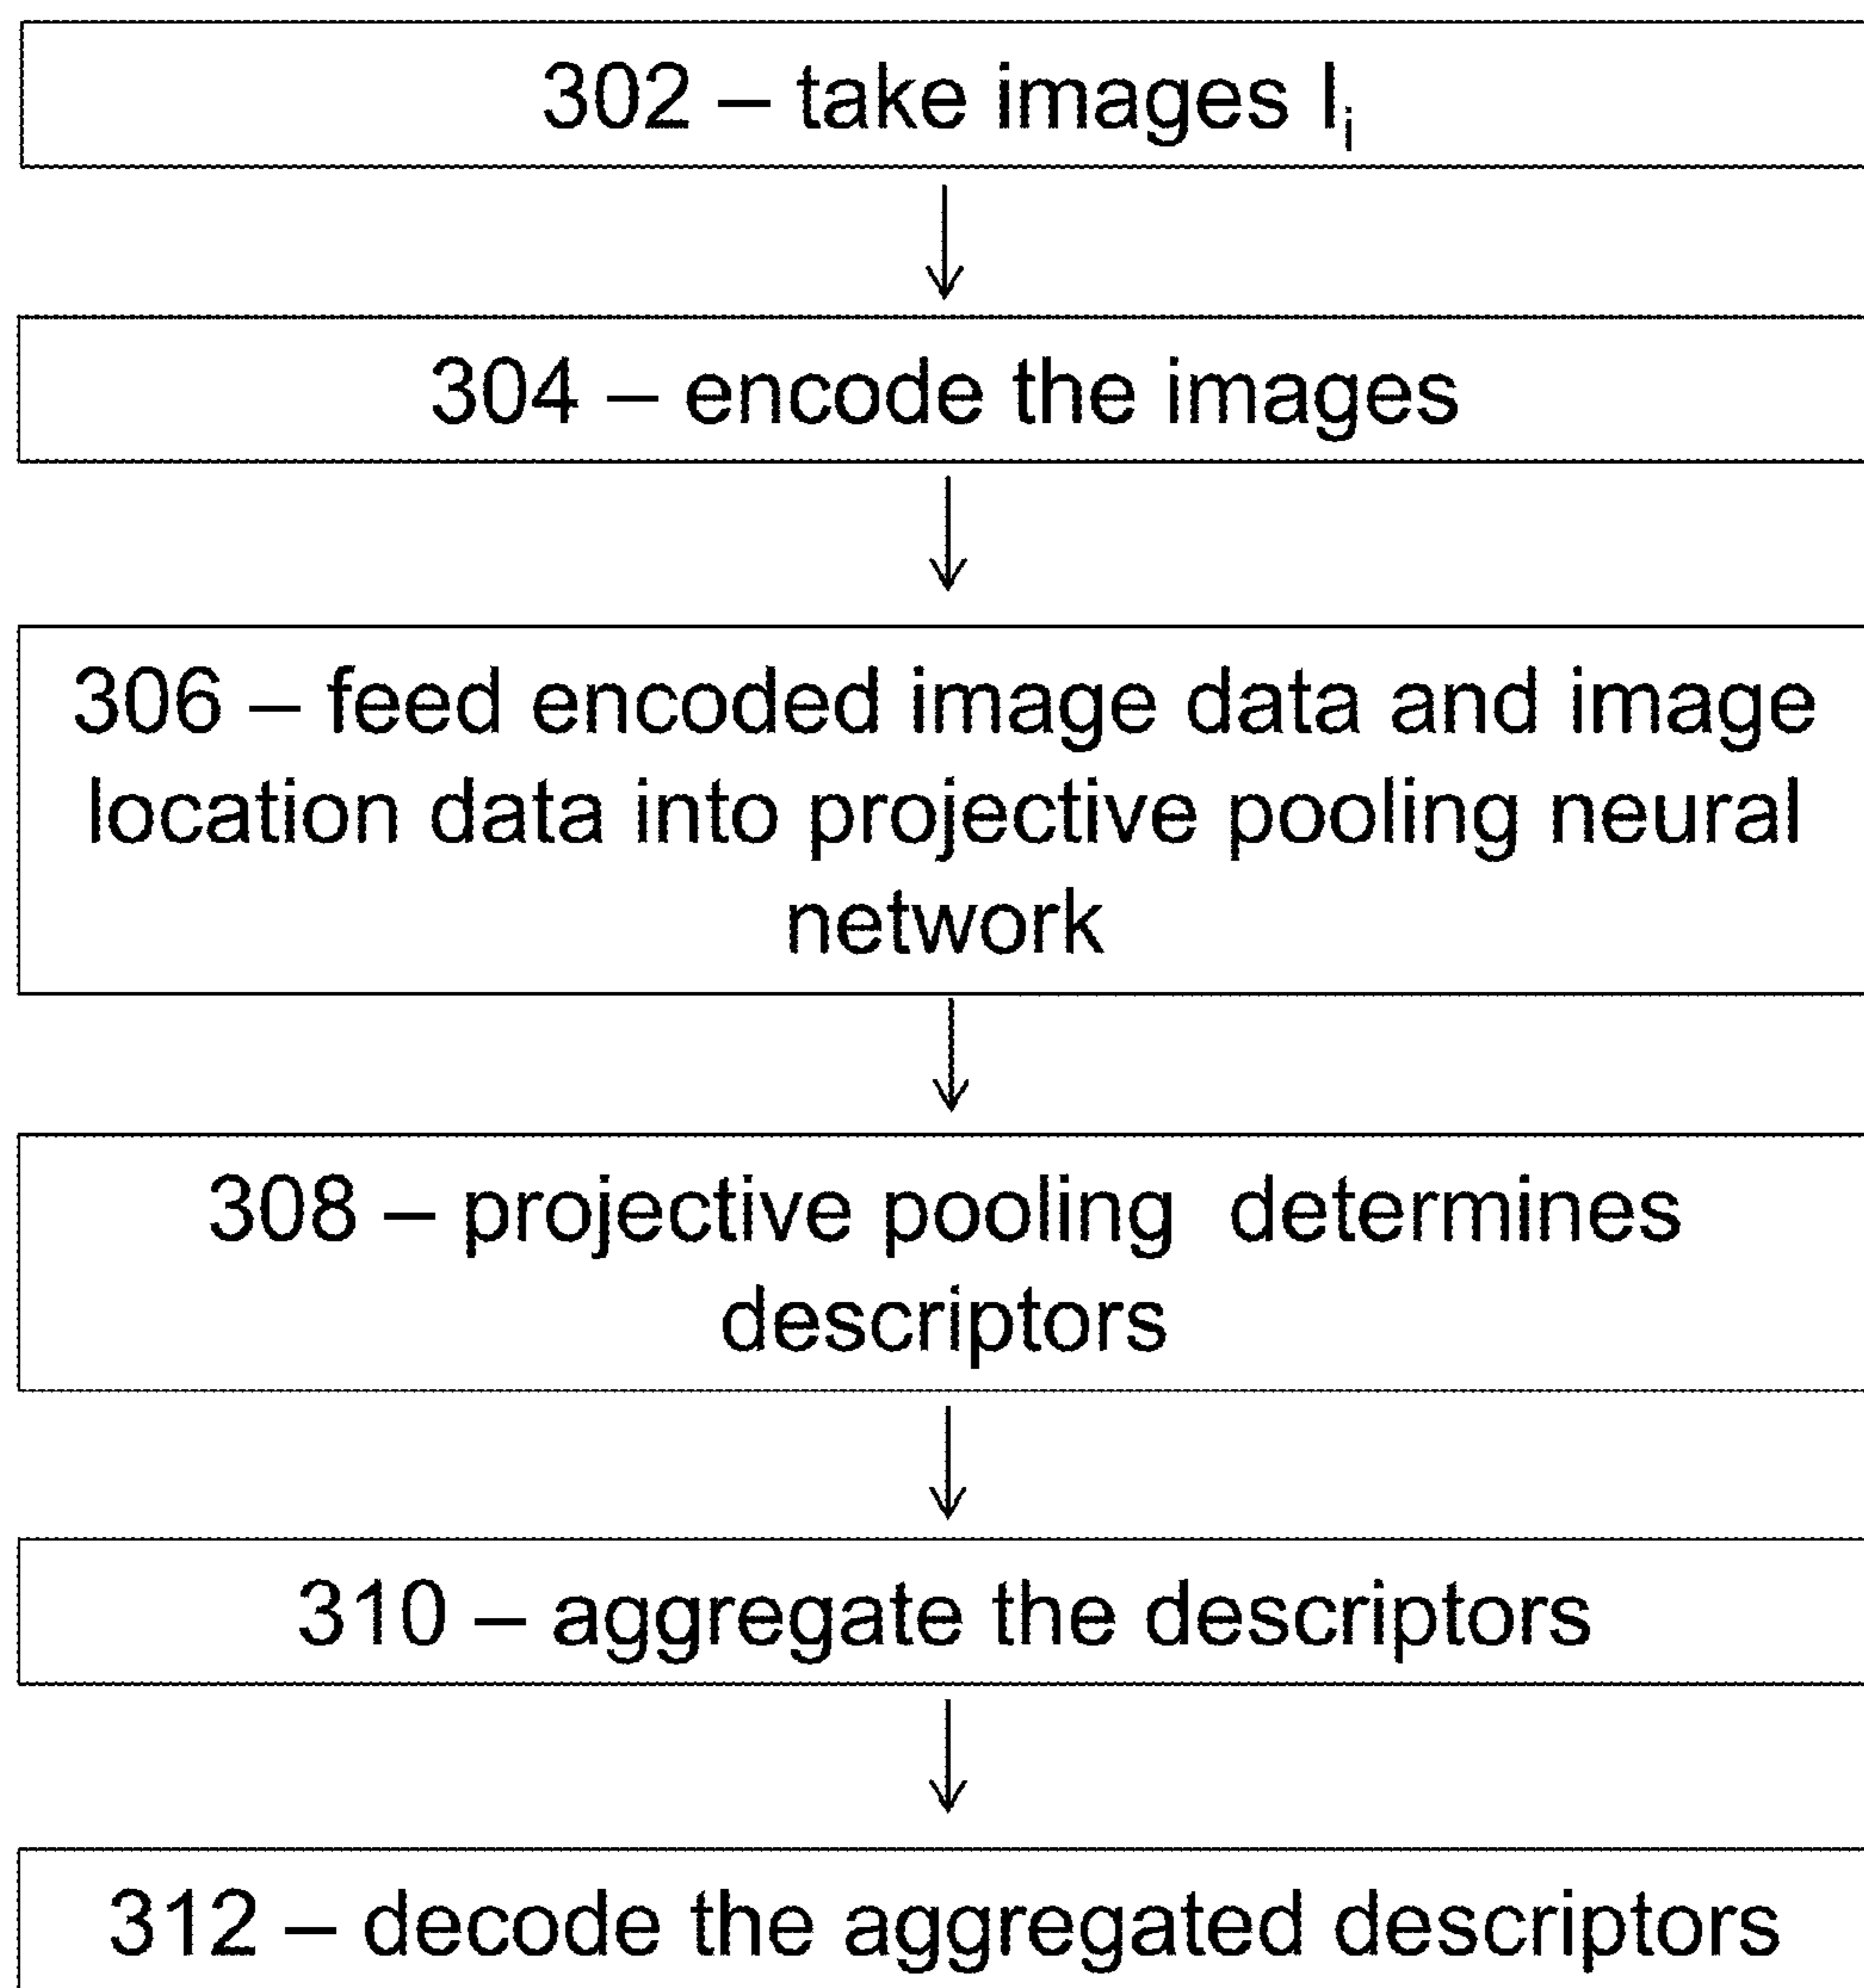 302 – take images Iᵢ
304 – encode the images
306 – feed encoded image data and image
location data into projective pooling neural
network
308 – projective pooling determines
descriptors
310 – aggregate the descriptors
312 – decode the aggregated descriptors